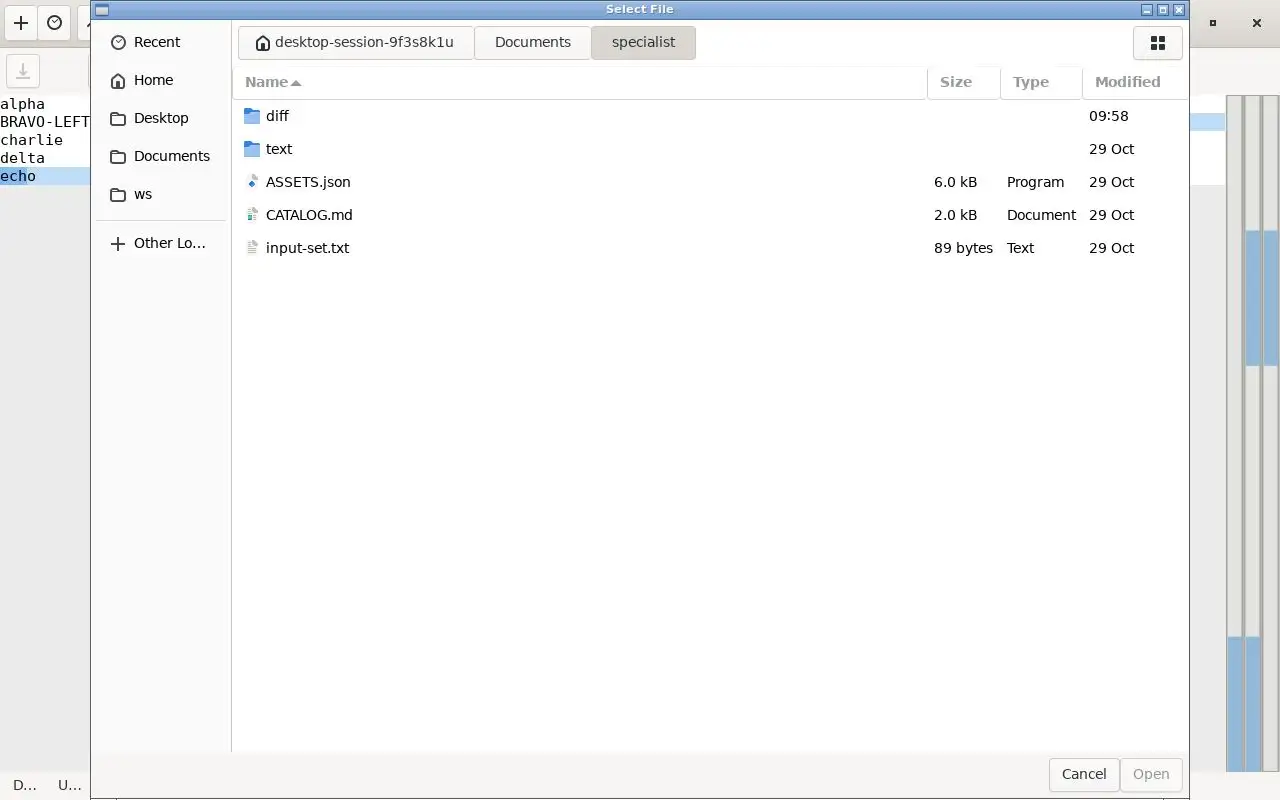 Select File
Recent
Home
Desktop
Documents
ws
Other Lo...
desktop-session-9f3s8k1u Documents specialist
Name Size Type Modified
diff 09:58
text 29 Oct
ASSETS.json 6.0 kB Program 29 Oct
CATALOG.md 2.0 kB Document 29 Oct
input-set.txt 89 bytes Text 29 Oct
Cancel Open
alpha
BRAVO-LEFT
charlie
delta
echo
D... U...